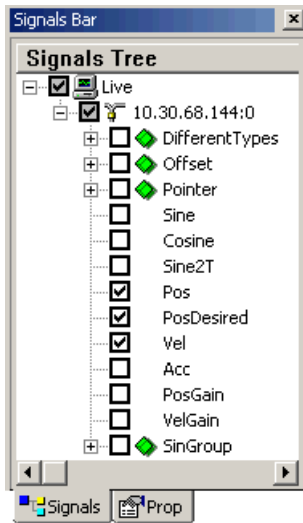 Signals Bar
Signals Tree
Live
10.30.68.144:0
DifferentTypes
Offset
Pointer
Sine
Cosine
Sine2T
Pos
PosDesired
Vel
Acc
PosGain
VelGain
SinGroup
Signals Prop